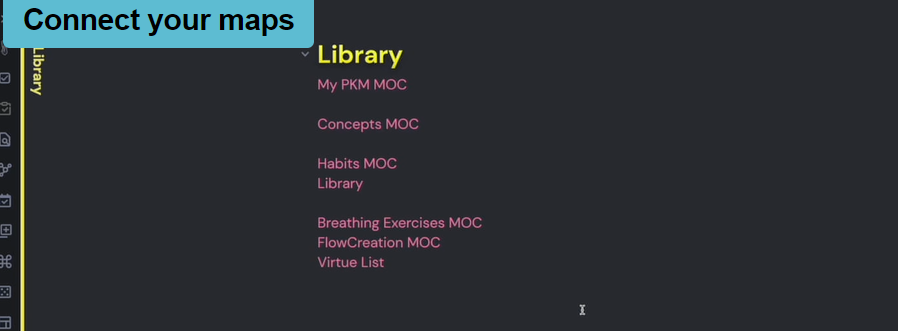 Connect your maps
Library
Library
My PKM MOC
Concepts MOC
Habits MOC
Library
Breathing Exercises MOC
FlowCreation MOC
Virtue List